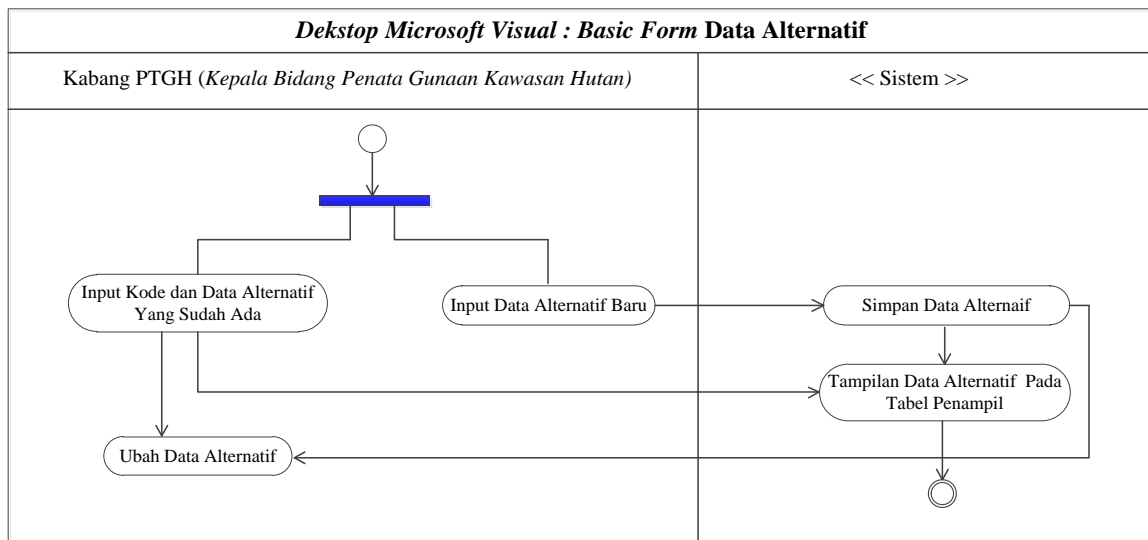 Dekstop Microsoft Visual : Basic Form Data Alternatif
Kabang PTGH (Kepala Bidang Penata Gunaan Kawasan Hutan)
<< Sistem >>
Input Kode dan Data Alternatif
Yang Sudah Ada
Input Data Alternatif Baru
Simpan Data Alternaif
Tampilan Data Alternatif Pada
Tabel Penampil
Ubah Data Alternatif